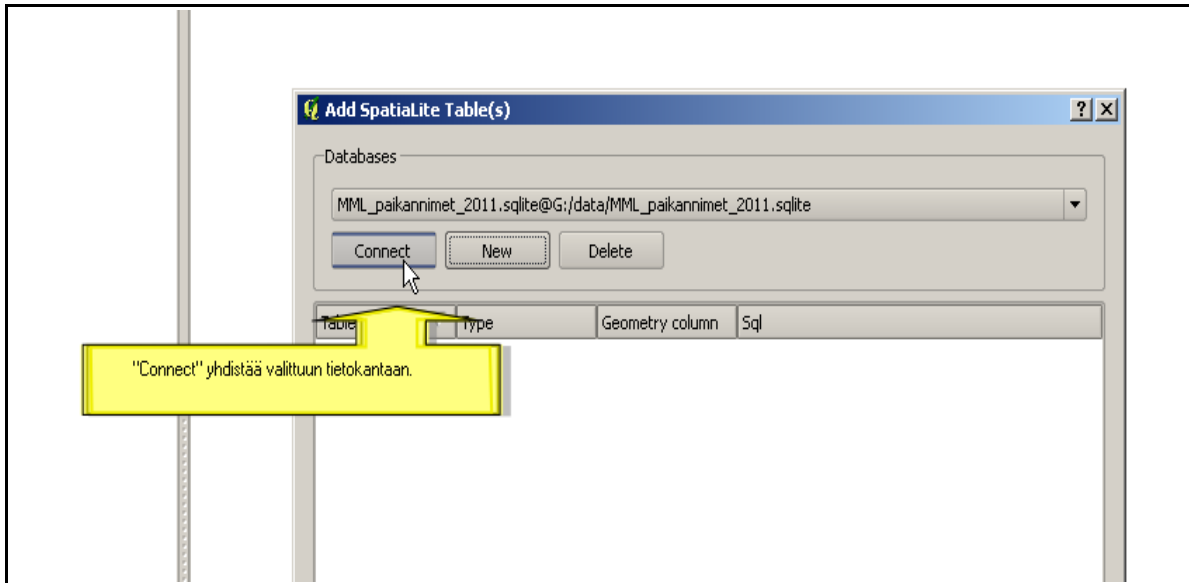 Add SpatiaLite Table(s)
Databases
MML_paikannimet_2011.sqlite@G:/data/MML_paikannimet_2011.sqlite
Connect New Delete
Table Type Geometry column Sql
"Connect" yhdistää valittuun tietokantaan.